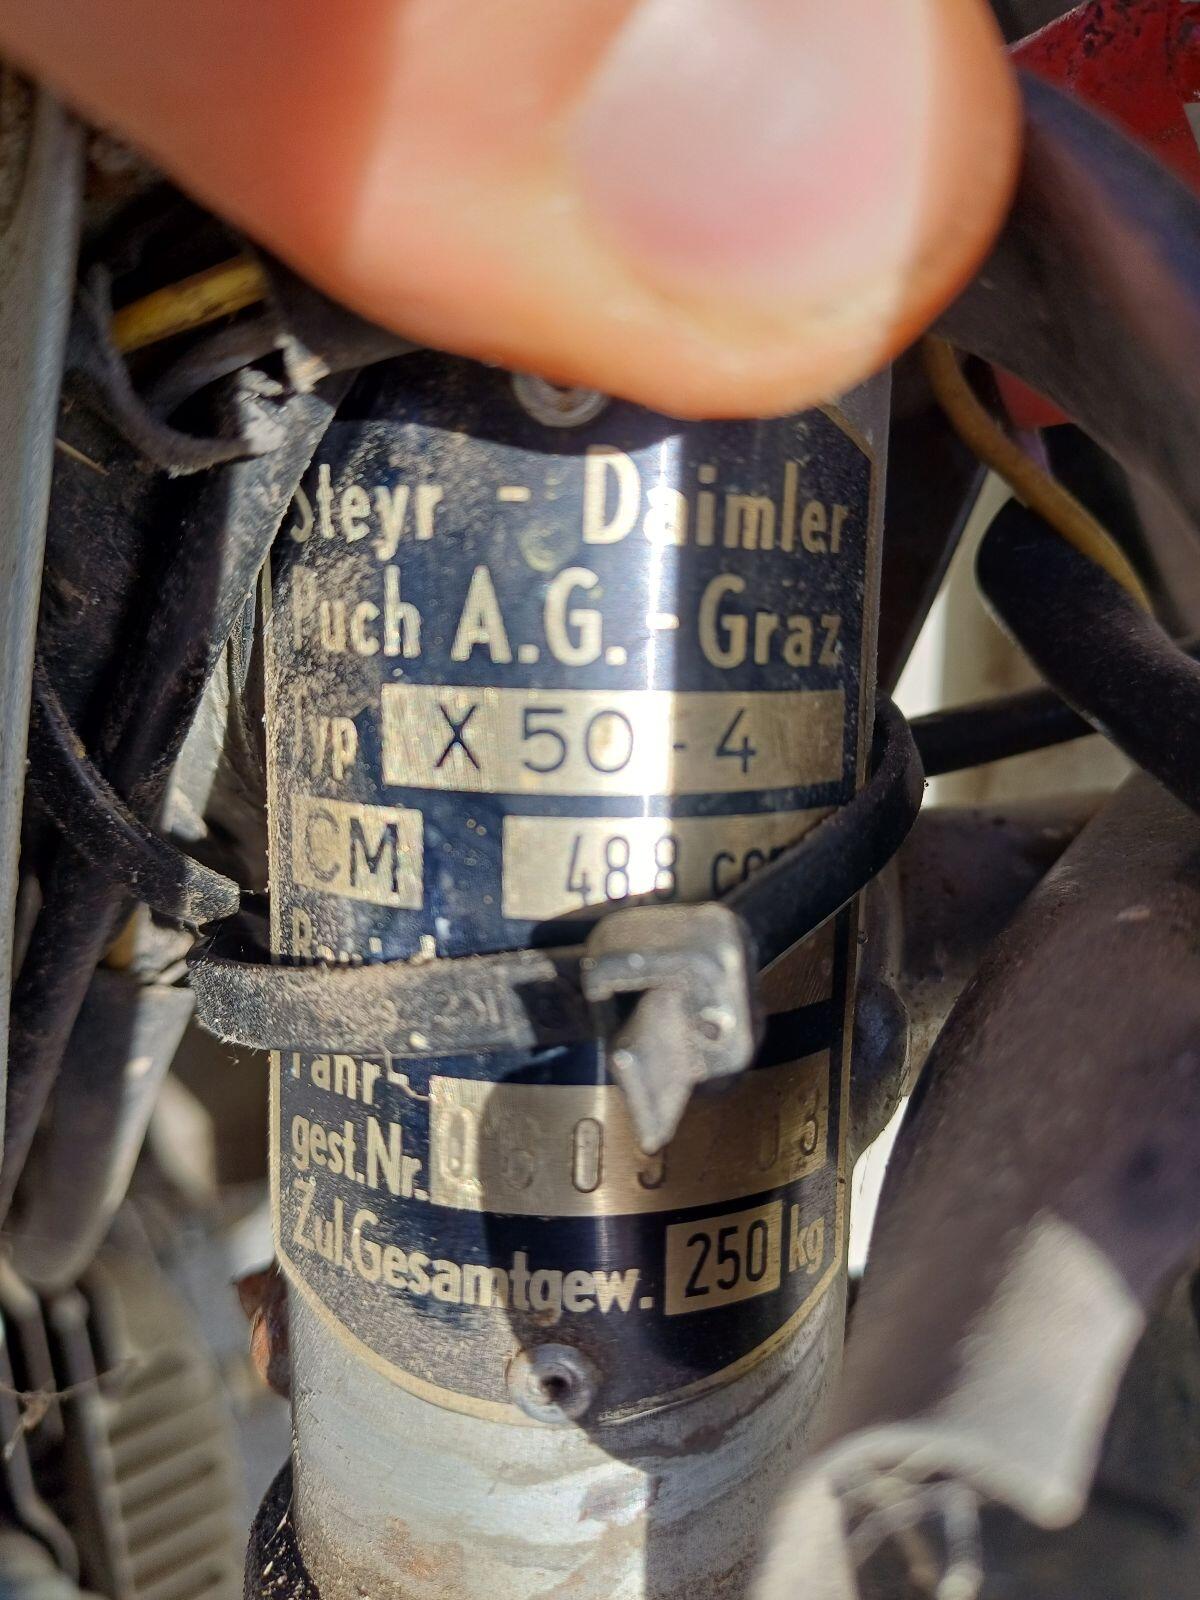 Steyr - Daimler
Puch A.G. - Graz
Typ X 50 - 4
CM 48.8 ccm
gest.Nr.
Zul.Gesamtgew. 250 kg